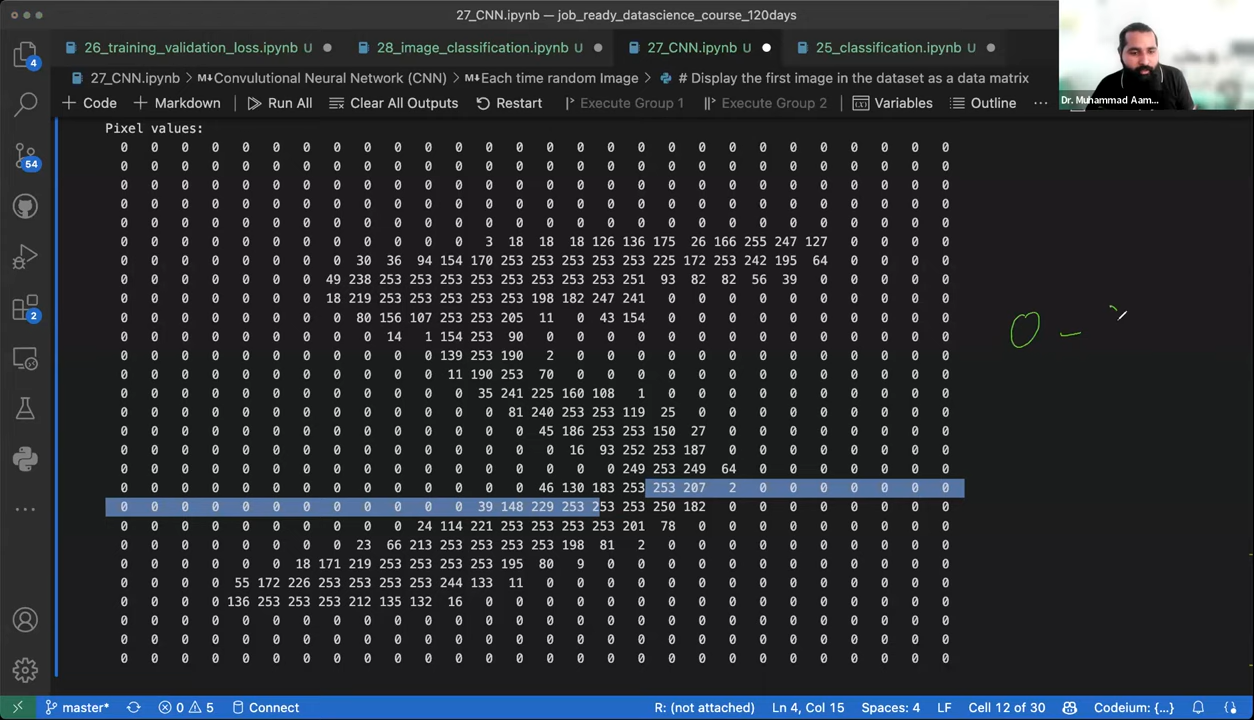 27_CNN.ipynb — job_ready_datascience_course_120days
26_training_validation_loss.ipynb U 28_image_classification.ipynb U 27_CNN.ipynb U 25_classification.ipynb U
27_CNN.ipynb > M↓Convulutional Neural Network (CNN) > M↓Each time random Image > # Display the first image in the dataset as a data matrix
+ Code + Markdown Run All Clear All Outputs Restart Execute Group 1 Execute Group 2 Variables Outline ...
Dr. Muhammad Aam...
4
54
2
Pixel values:
0 0 0 0 0 0 0 0 0 0 0 0 0 0 0 0 0 0 0 0 0 0 0 0 0 0 0 0
0 0 0 0 0 0 0 0 0 0 0 0 0 0 0 0 0 0 0 0 0 0 0 0 0 0 0 0
0 0 0 0 0 0 0 0 0 0 0 0 0 0 0 0 0 0 0 0 0 0 0 0 0 0 0 0
0 0 0 0 0 0 0 0 0 0 0 0 0 0 0 0 0 0 0 0 0 0 0 0 0 0 0 0
0 0 0 0 0 0 0 0 0 0 0 0 0 0 0 0 0 0 0 0 0 0 0 0 0 0 0 0
0 0 0 0 0 0 0 0 0 0 0 0 3 18 18 18 126 136 175 26 166 255 247 127 0 0 0 0
0 0 0 0 0 0 0 0 30 36 94 154 170 253 253 253 253 253 225 172 253 242 195 64 0 0 0 0
0 0 0 0 0 0 0 49 238 253 253 253 253 253 253 253 253 251 93 82 82 56 39 0 0 0 0 0
0 0 0 0 0 0 0 18 219 253 253 253 253 253 198 182 247 241 0 0 0 0 0 0 0 0 0 0
0 0 0 0 0 0 0 0 80 156 107 253 253 205 11 0 43 154 0 0 0 0 0 0 0 0 0 0
0 0 0 0 0 0 0 0 0 14 1 154 253 90 0 0 0 0 0 0 0 0 0 0 0 0 0 0
0 0 0 0 0 0 0 0 0 0 0 139 253 190 2 0 0 0 0 0 0 0 0 0 0 0 0 0
0 0 0 0 0 0 0 0 0 0 0 11 190 253 70 0 0 0 0 0 0 0 0 0 0 0 0 0
0 0 0 0 0 0 0 0 0 0 0 0 35 241 225 160 108 1 0 0 0 0 0 0 0 0 0 0
0 0 0 0 0 0 0 0 0 0 0 0 0 81 240 253 253 119 25 0 0 0 0 0 0 0 0 0
0 0 0 0 0 0 0 0 0 0 0 0 0 0 45 186 253 253 150 27 0 0 0 0 0 0 0 0
0 0 0 0 0 0 0 0 0 0 0 0 0 0 0 16 93 252 253 187 0 0 0 0 0 0 0 0
0 0 0 0 0 0 0 0 0 0 0 0 0 0 0 0 0 249 253 249 64 0 0 0 0 0 0 0
0 0 0 0 0 0 0 0 0 0 0 0 0 0 46 130 183 253 253 207 2 0 0 0 0 0 0 0
0 0 0 0 0 0 0 0 0 0 0 0 39 148 229 253 253 253 250 182 0 0 0 0 0 0 0 0
0 0 0 0 0 0 0 0 0 0 24 114 221 253 253 253 253 201 78 0 0 0 0 0 0 0 0 0
0 0 0 0 0 0 0 0 23 66 213 253 253 253 253 198 81 2 0 0 0 0 0 0 0 0 0 0
0 0 0 0 0 0 18 171 219 253 253 253 253 195 80 9 0 0 0 0 0 0 0 0 0 0 0 0
0 0 0 0 55 172 226 253 253 253 253 244 133 11 0 0 0 0 0 0 0 0 0 0 0 0 0 0
0 0 0 0 136 253 253 253 212 135 132 16 0 0 0 0 0 0 0 0 0 0 0 0 0 0 0 0
0 0 0 0 0 0 0 0 0 0 0 0 0 0 0 0 0 0 0 0 0 0 0 0 0 0 0 0
0 0 0 0 0 0 0 0 0 0 0 0 0 0 0 0 0 0 0 0 0 0 0 0 0 0 0 0
0 0 0 0 0 0 0 0 0 0 0 0 0 0 0 0 0 0 0 0 0 0 0 0 0 0 0 0
0 -
master* 0 5 Connect R: (not attached) Ln 4, Col 15 Spaces: 4 LF Cell 12 of 30 Codeium: {...}